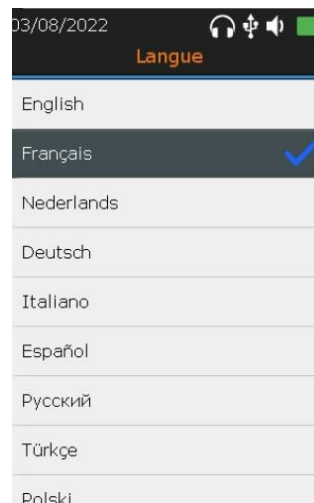 03/08/2022
Langue
English
Français
Nederlands
Deutsch
Italiano
Español
Русский
Türkçe
Polski